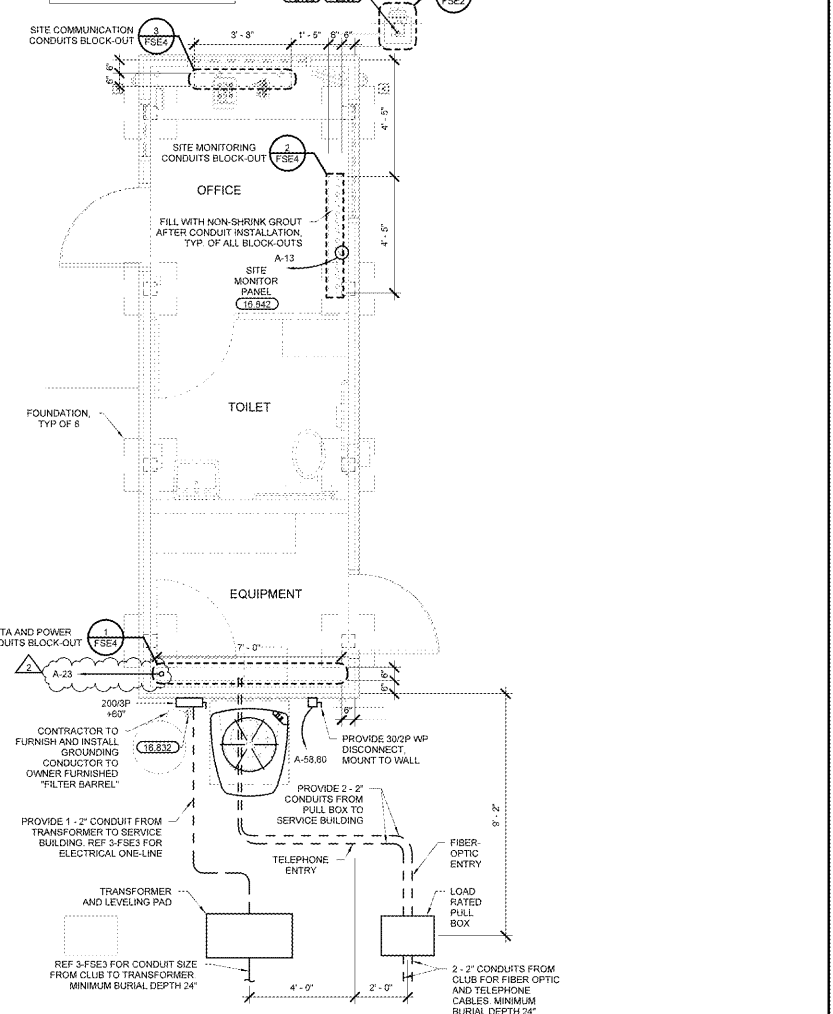 FSE2
SITE COMMUNICATION
CONDUITS BLOCK-OUT
3
FSE4
3' - 8"
1' - 5"
6"
6"
6"
6"
4' - 5"
SITE MONITORING
CONDUITS BLOCK-OUT
2
FSE4
OFFICE
FILL WITH NON-SHRINK GROUT
AFTER CONDUIT INSTALLATION,
TYP. OF ALL BLOCK-OUTS
4' - 5"
A-13
SITE
MONITOR
PANEL
16.842
TOILET
FOUNDATION,
TYP OF 6
EQUIPMENT
TA AND POWER
DUITS BLOCK-OUT
1
FSE4
7' - 0"
2
A-23
6"
6"
200/3P
+60"
6"
CONTRACTOR TO
FURNISH AND INSTALL
GROUNDING
CONDUCTOR TO
OWNER FURNISHED
"FILTER BARREL"
16.832
A-58,60
PROVIDE 30/2P WP
DISCONNECT,
MOUNT TO WALL
PROVIDE 2 - 2"
CONDUITS FROM
PULL BOX TO
SERVICE BUILDING
9' - 2"
PROVIDE 1 - 2" CONDUIT FROM
TRANSFORMER TO SERVICE
BUILDING. REF 3-FSE3 FOR
ELECTRICAL ONE-LINE
TELEPHONE
ENTRY
FIBER-
OPTIC
ENTRY
TRANSFORMER
AND LEVELING PAD
LOAD
RATED
PULL
BOX
REF 3-FSE3 FOR CONDUIT SIZE
FROM CLUB TO TRANSFORMER
MINIMUM BURIAL DEPTH 24"
4' - 0"
2' - 0"
2 - 2" CONDUITS FROM
CLUB FOR FIBER OPTIC
AND TELEPHONE
CABLES. MINIMUM
BURIAL DEPTH 24"